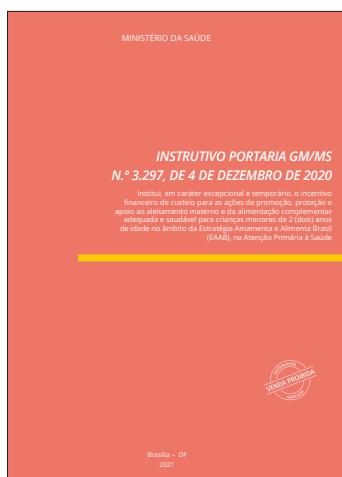 MINISTÉRIO DA SAÚDE
INSTRUTIVO PORTARIA GM/MS
N.º 3.297, DE 4 DE DEZEMBRO DE 2020
Institui, em caráter excepcional e temporário, o incentivo
financeiro de custeio para as ações de promoção, proteção e
apoio ao aleitamento materno e da alimentação complementar
adequada e saudável para crianças menores de 2 (dois) anos
de idade no âmbito da Estratégia Amamenta e Alimenta Brasil
(EAAB), na Atenção Primária à Saúde
DISTRIBUIÇÃO
VENDA PROIBIDA
GRATUITA
Brasília – DF
2021